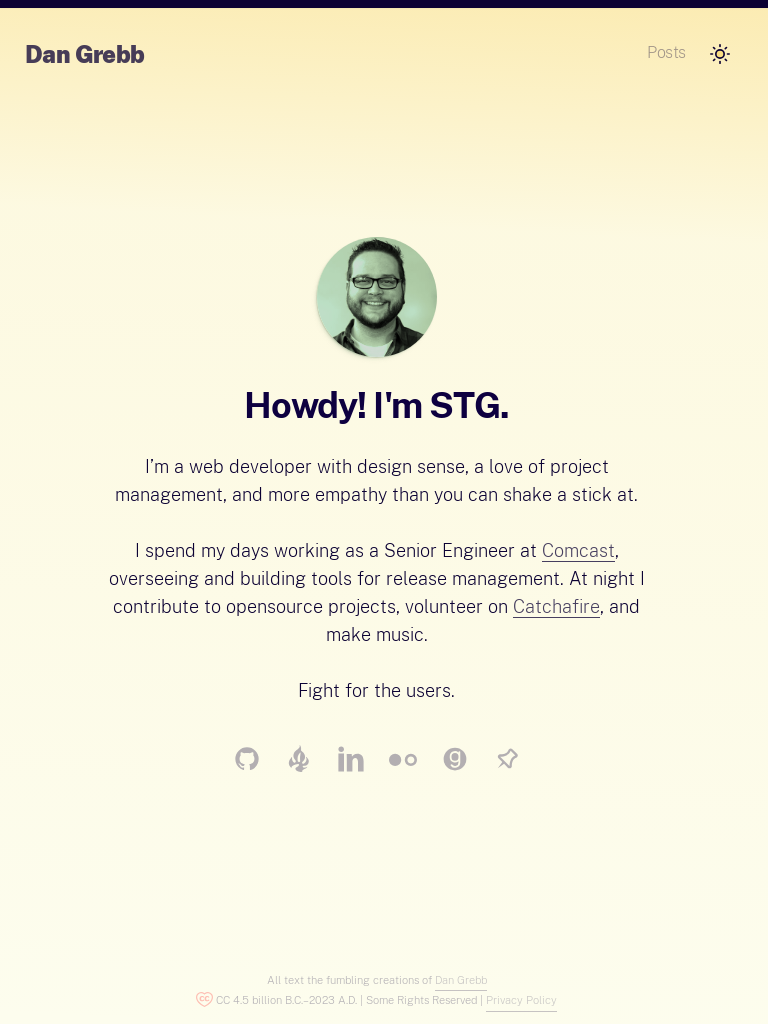 Dan Grebb
Posts
Howdy! I'm STG.
I’m a web developer with design sense, a love of project
management, and more empathy than you can shake a stick at.
I spend my days working as a Senior Engineer at Comcast,
overseeing and building tools for release management. At night I
contribute to opensource projects, volunteer on Catchafire, and
make music.
Fight for the users.
All text the fumbling creations of Dan Grebb
CC 4.5 billion B.C.–2023 A.D. | Some Rights Reserved | Privacy Policy